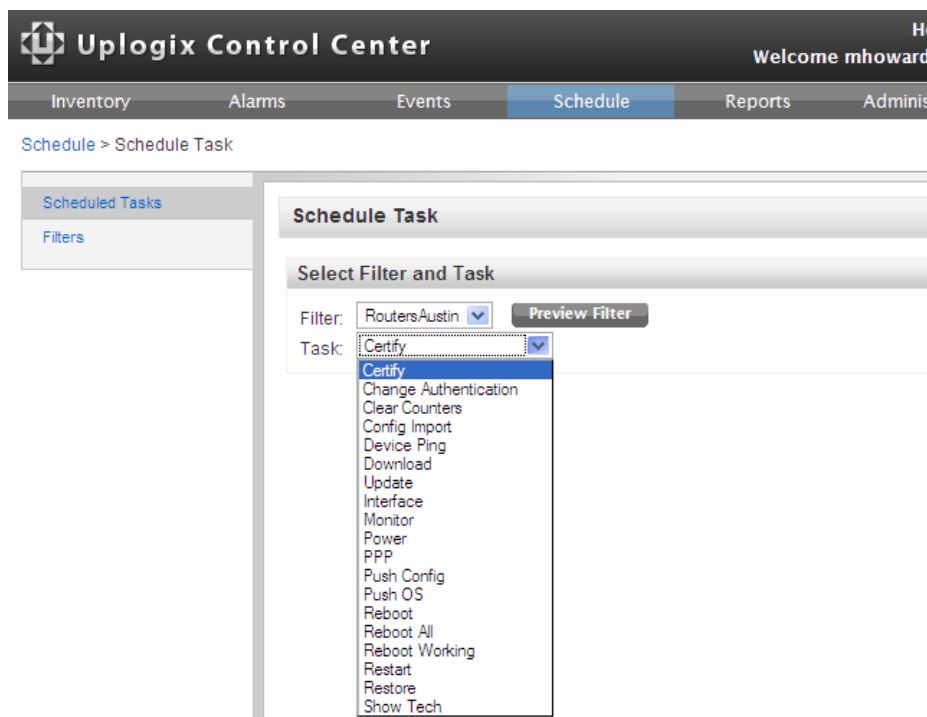 Uplogix Control Center
Welcome mhoward
Inventory Alarms Events Schedule Reports
Schedule > Schedule Task
Scheduled Tasks
Filters
Schedule Task
Select Filter and Task
Filter: RoutersAustin Preview Filter
Task: Certify
Certify
Change Authentication
Clear Counters
Config Import
Device Ping
Download
Update
Interface
Monitor
Power
PPP
Push Config
Push OS
Reboot
Reboot All
Reboot Working
Restart
Restore
Show Tech